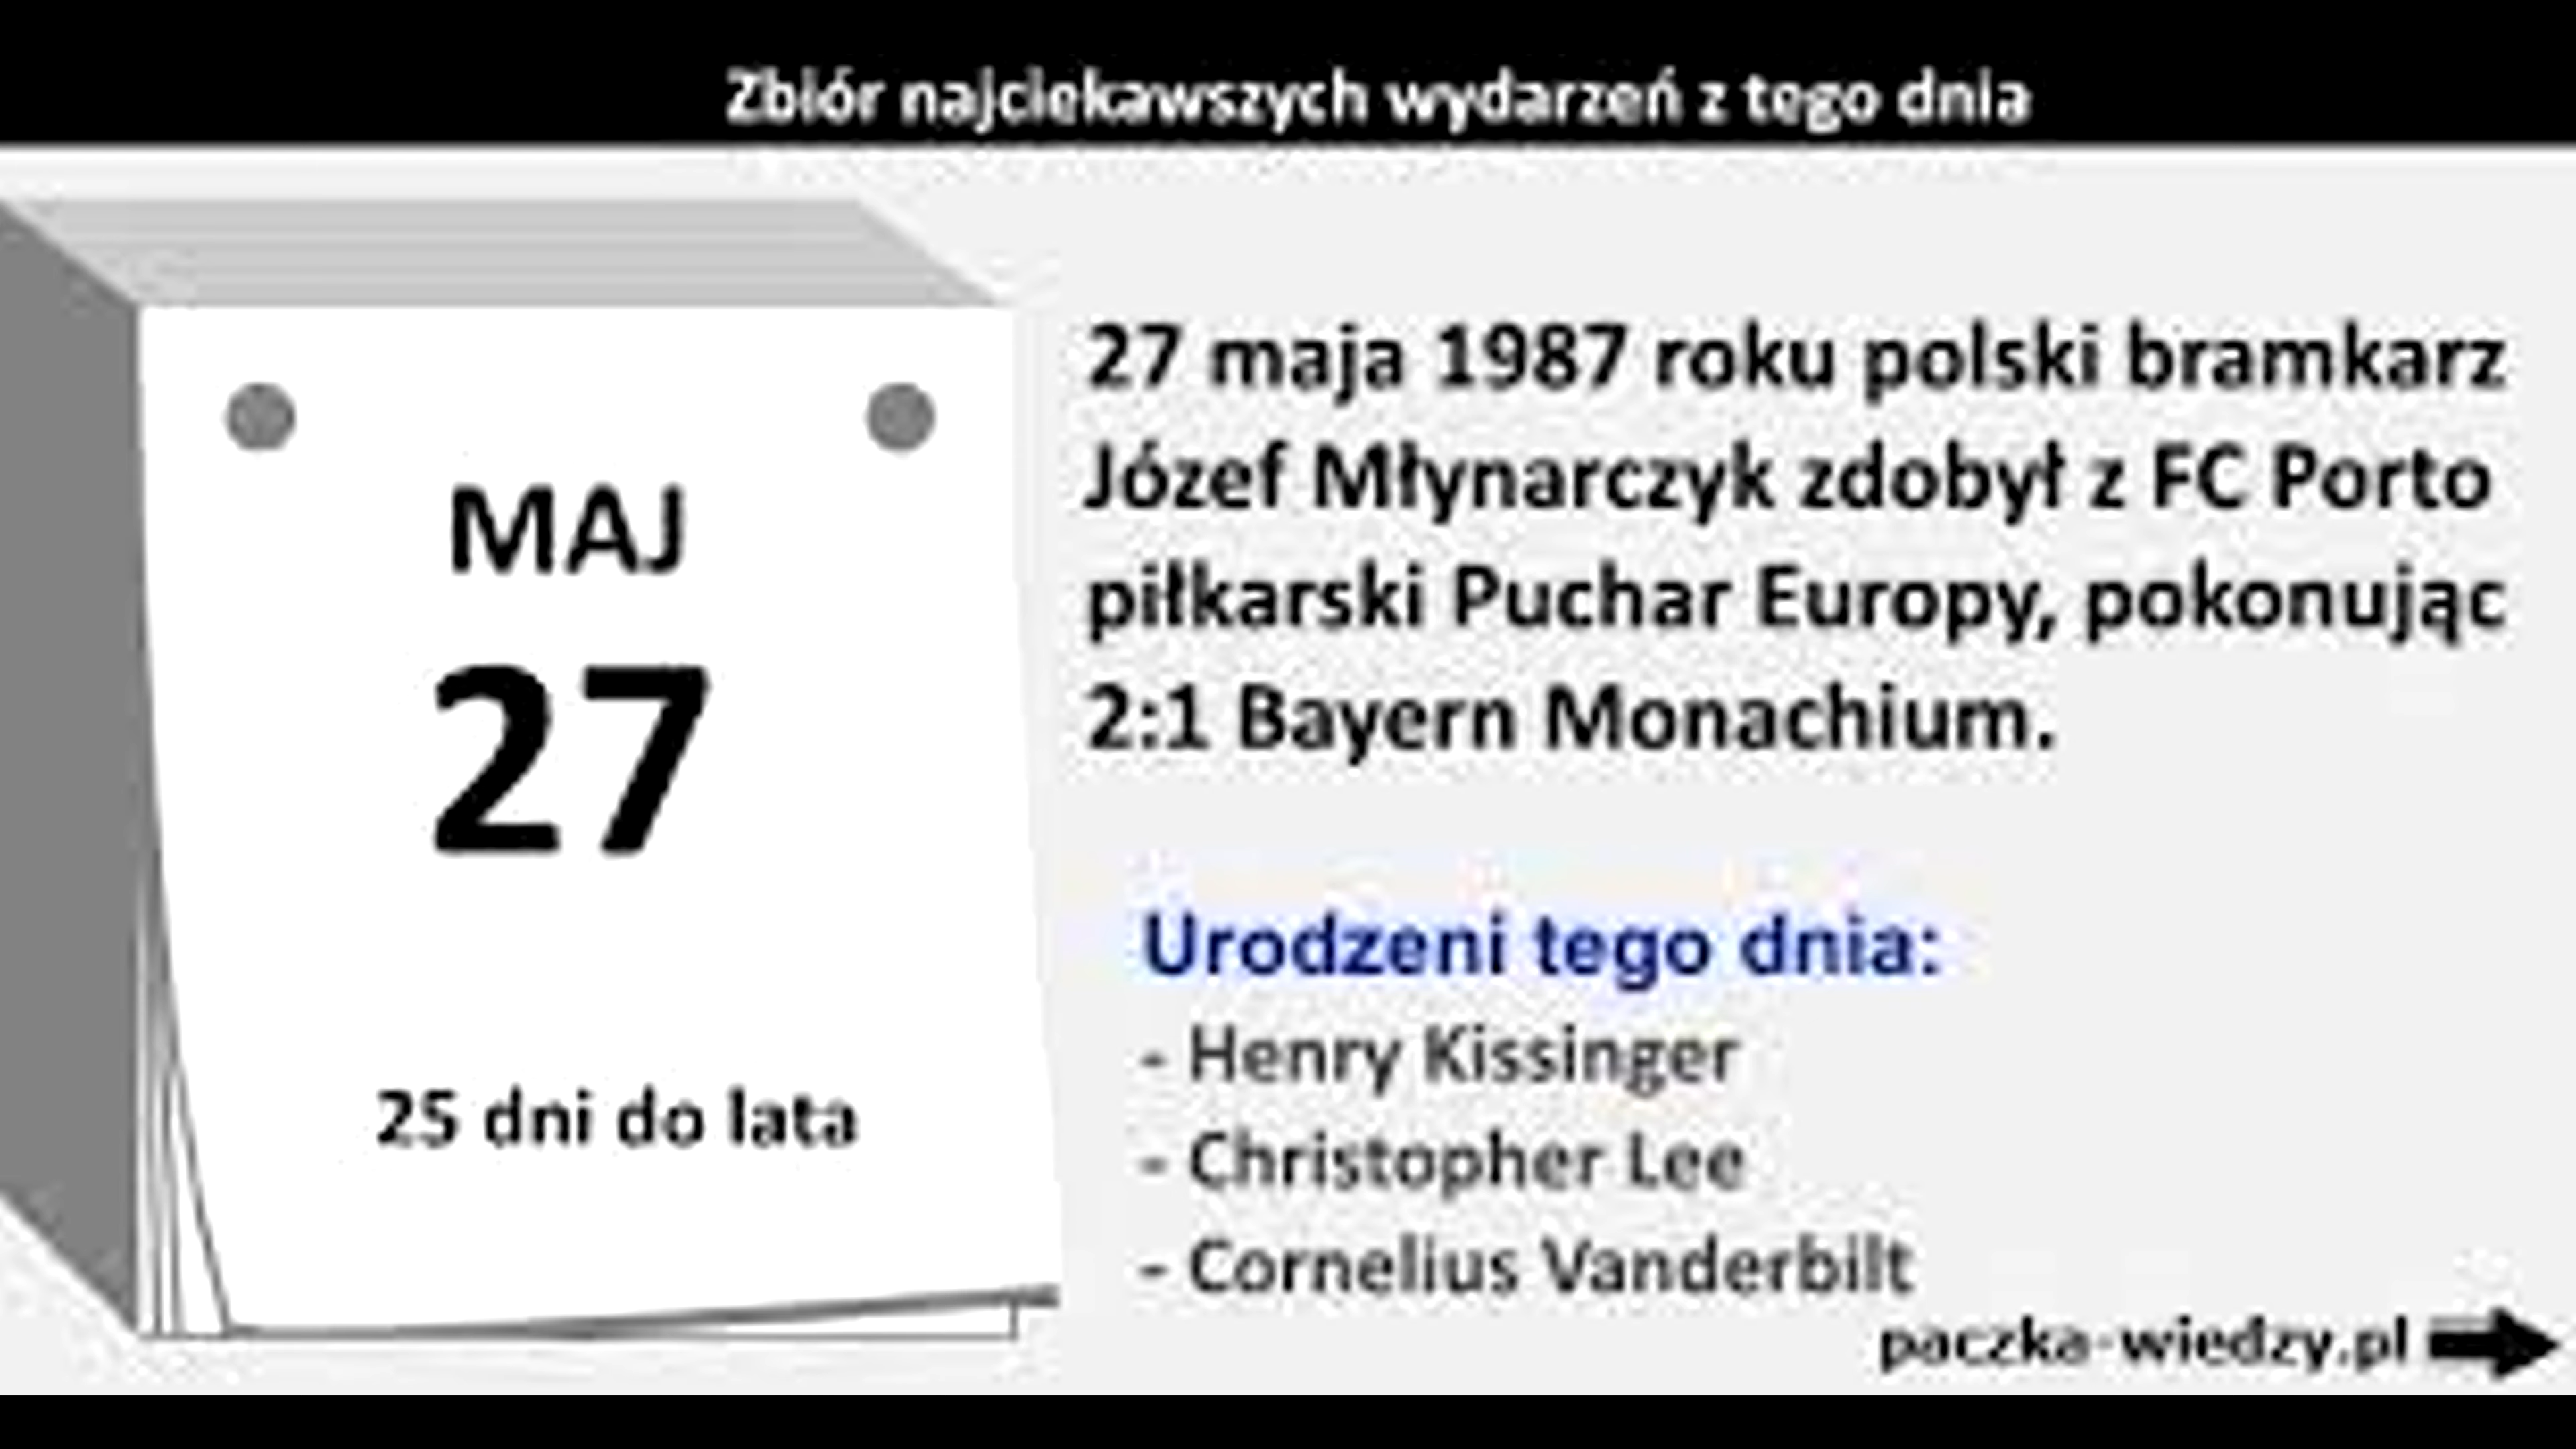 Zbiór najciekawszych wydarzeń z tego dnia
MAJ
27
25 dni do lata
27 maja 1987 roku polski bramkarz
Józef Młynarczyk zdobył z FC Porto
piłkarski Puchar Europy, pokonując
2:1 Bayern Monachium.
Urodzeni tego dnia:
- Henry Kissinger
- Christopher Lee
- Cornelius Vanderbilt
paczka-wiedzy.pl